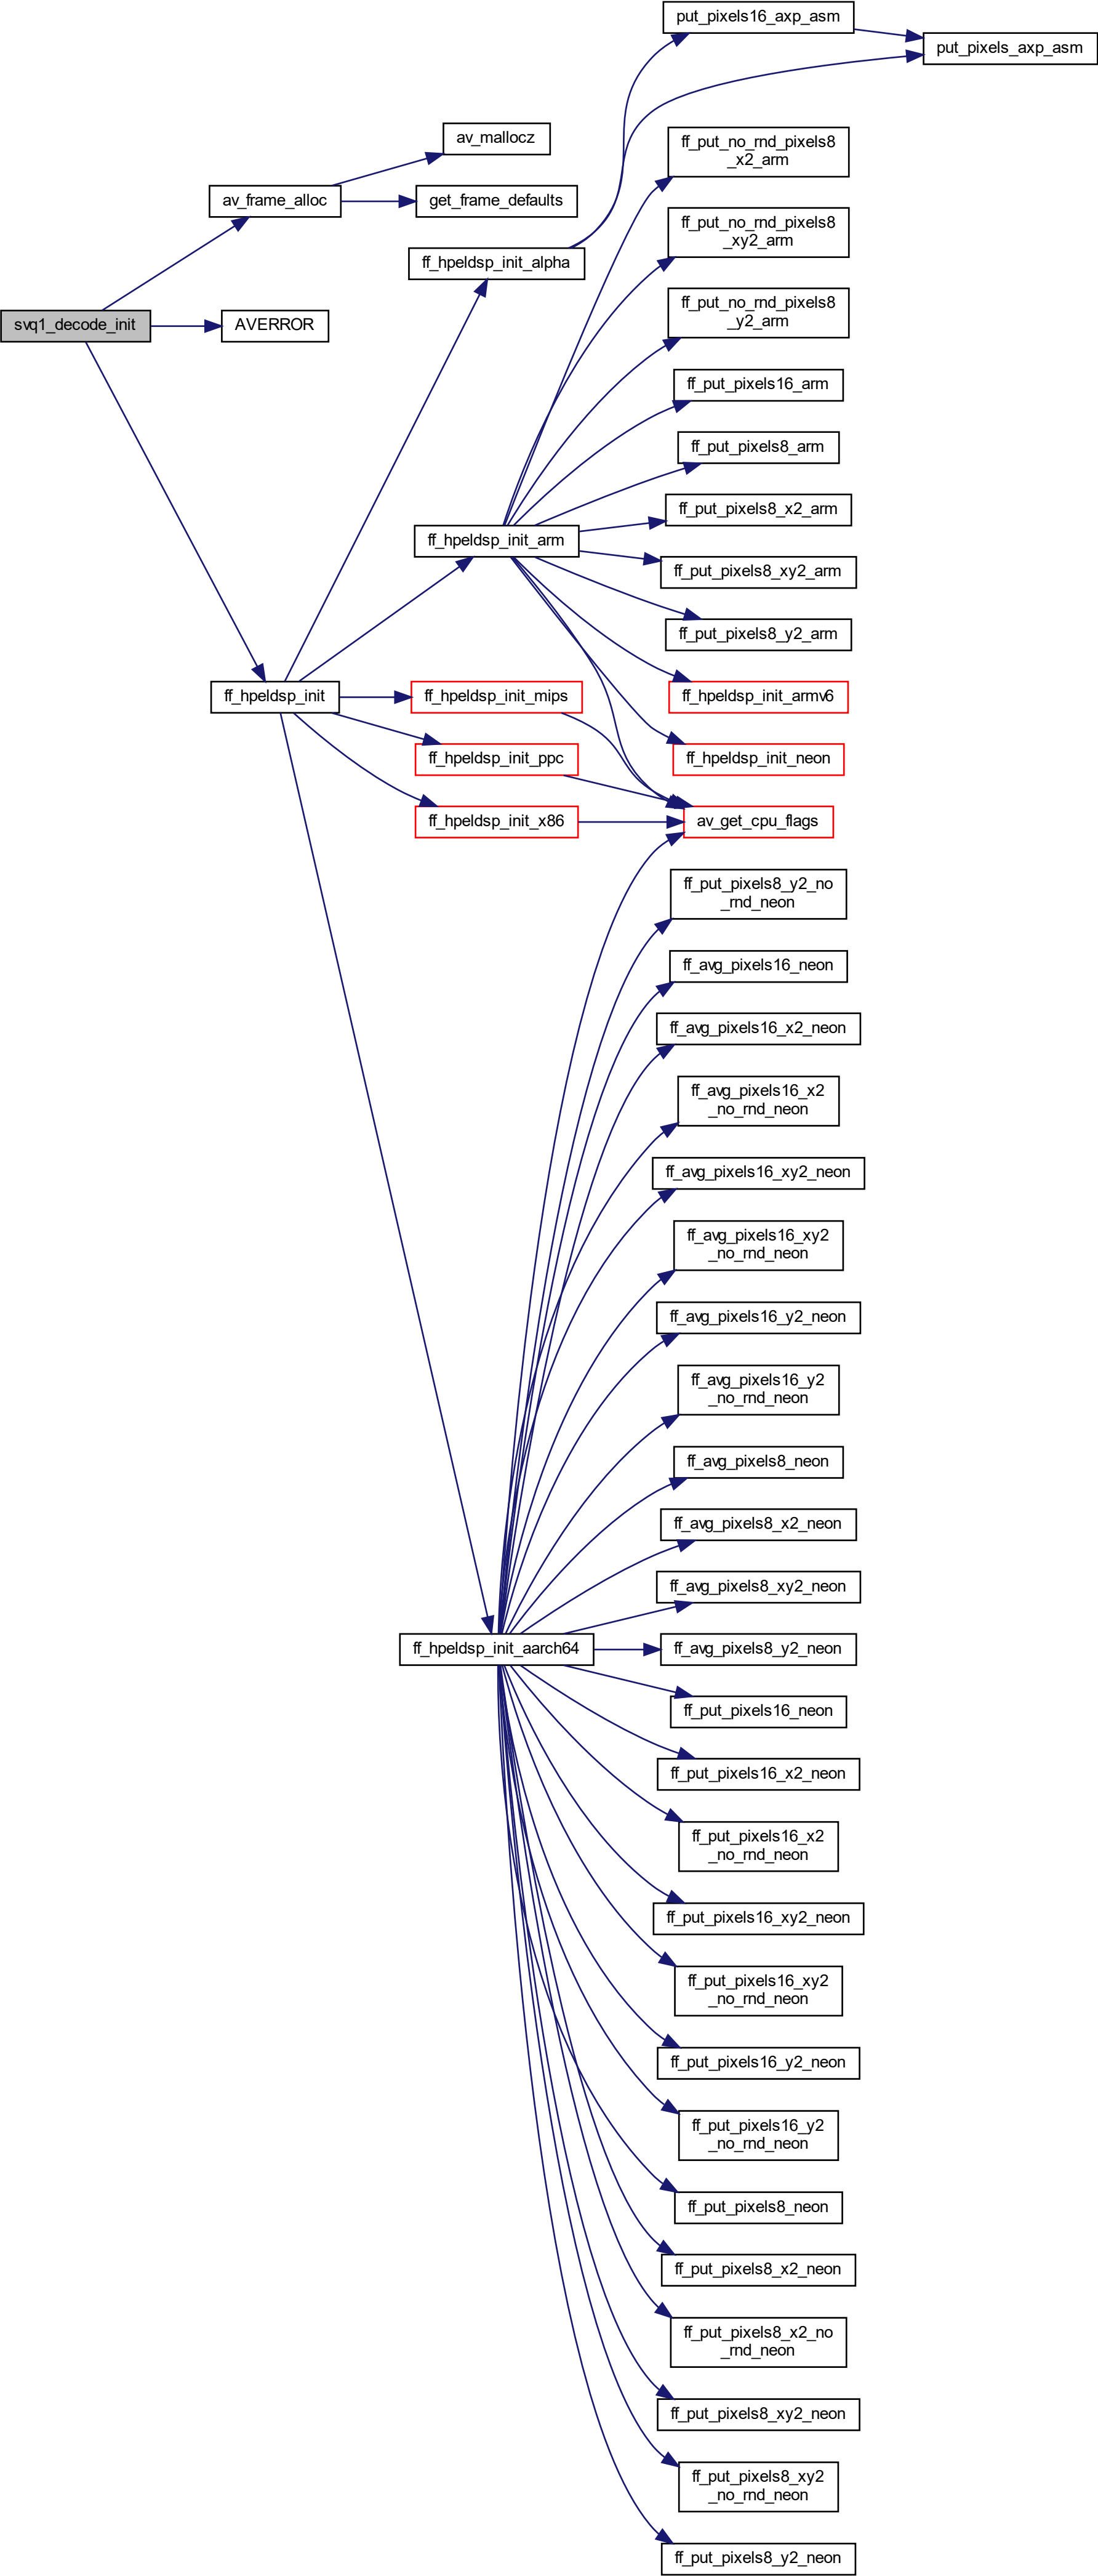 put_pixels16_axp_asm
put_pixels_axp_asm
av_mallocz
ff_put_no_rnd_pixels8
_x2_arm
av_frame_alloc
get_frame_defaults
ff_put_no_rnd_pixels8
_xy2_arm
ff_hpeldsp_init_alpha
svq1_decode_init
AVERROR
ff_put_no_rnd_pixels8
_y2_arm
ff_put_pixels16_arm
ff_put_pixels8_arm
ff_put_pixels8_x2_arm
ff_hpeldsp_init_arm
ff_put_pixels8_xy2_arm
ff_put_pixels8_y2_arm
ff_hpeldsp_init
ff_hpeldsp_init_mips
ff_hpeldsp_init_armv6
ff_hpeldsp_init_ppc
ff_hpeldsp_init_neon
ff_hpeldsp_init_x86
av_get_cpu_flags
ff_put_pixels8_y2_no
_rnd_neon
ff_avg_pixels16_neon
ff_avg_pixels16_x2_neon
ff_avg_pixels16_x2
_no_rnd_neon
ff_avg_pixels16_xy2_neon
ff_avg_pixels16_xy2
_no_rnd_neon
ff_avg_pixels16_y2_neon
ff_avg_pixels16_y2
_no_rnd_neon
ff_avg_pixels8_neon
ff_avg_pixels8_x2_neon
ff_avg_pixels8_xy2_neon
ff_hpeldsp_init_aarch64
ff_avg_pixels8_y2_neon
ff_put_pixels16_neon
ff_put_pixels16_x2_neon
ff_put_pixels16_x2
_no_rnd_neon
ff_put_pixels16_xy2_neon
ff_put_pixels16_xy2
_no_rnd_neon
ff_put_pixels16_y2_neon
ff_put_pixels16_y2
_no_rnd_neon
ff_put_pixels8_neon
ff_put_pixels8_x2_neon
ff_put_pixels8_x2_no
_rnd_neon
ff_put_pixels8_xy2_neon
ff_put_pixels8_xy2
_no_rnd_neon
ff_put_pixels8_y2_neon